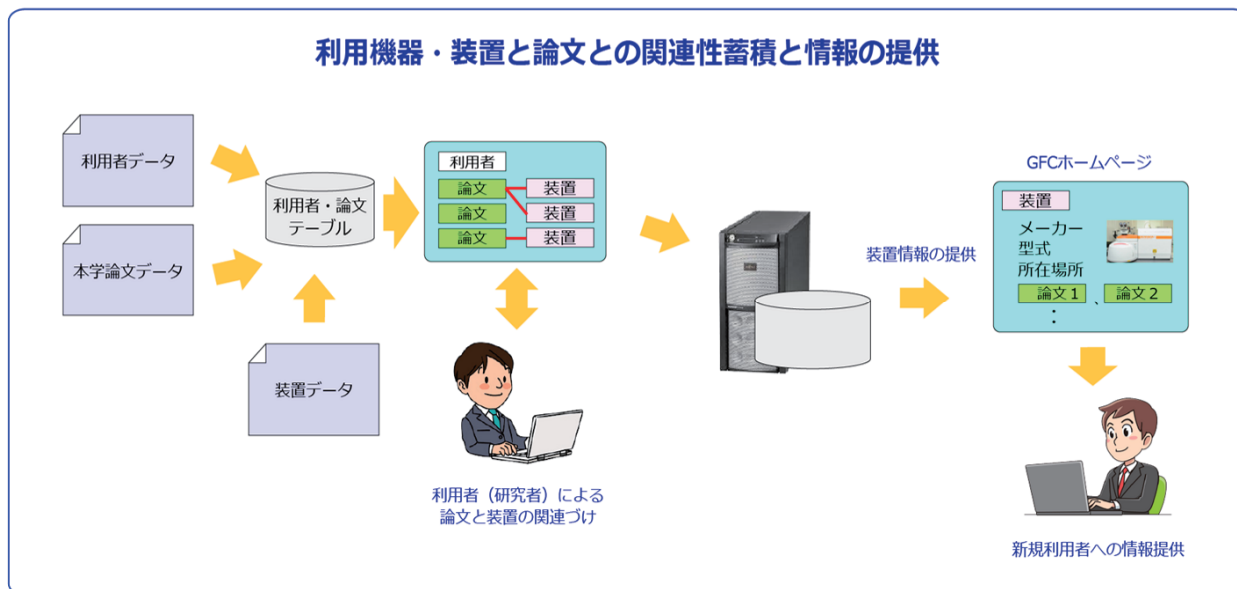 利用機器・装置と論文との関連性蓄積と情報の提供
利用者データ
本学論文データ
利用者・論文
テーブル
装置データ
利用者
論文
装置
論文
装置
論文
装置
利用者（研究者）による
論文と装置の関連づけ
装置情報の提供
GFCホームページ
装置
メーカー
型式
所在場所
論文１、論文２
：
新規利用者への情報提供